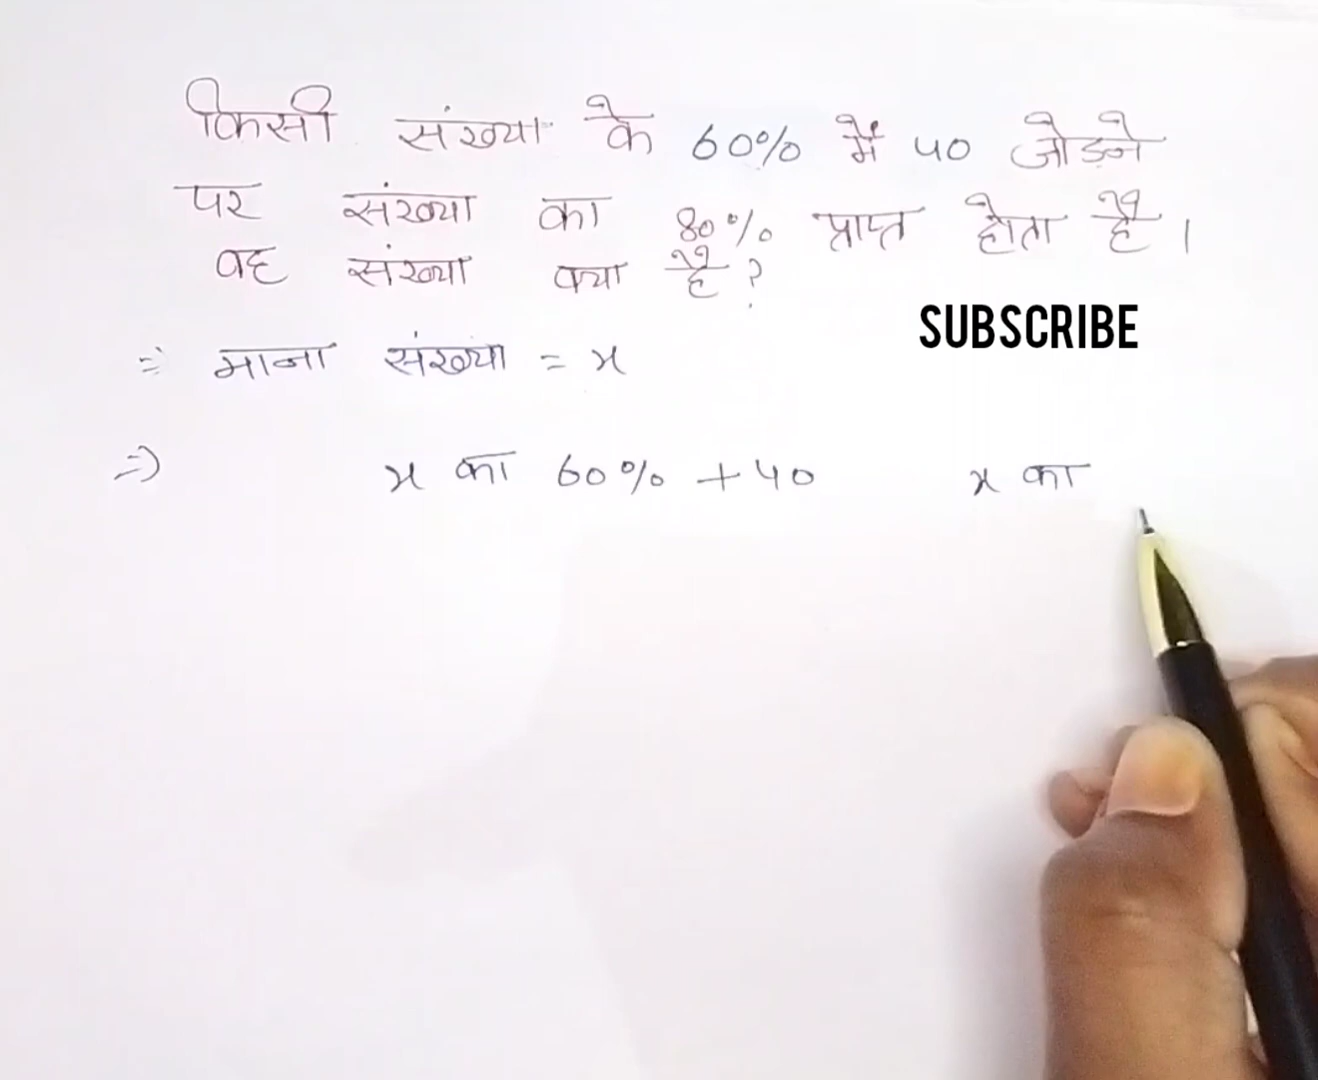 किसी संख्या के 60% में 40 जोड़ने
पर संख्या का 80% प्राप्त होता है।
वह संख्या क्या है ?
SUBSCRIBE
⇒ माना संख्या = x
⇒ x का 60% + 40 x का